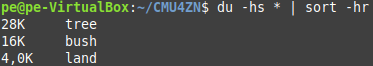 pe@pe-VirtualBox:~/CMU4ZN$ du -hs * | sort -hr
28K     tree
16K     bush
4,0K    land